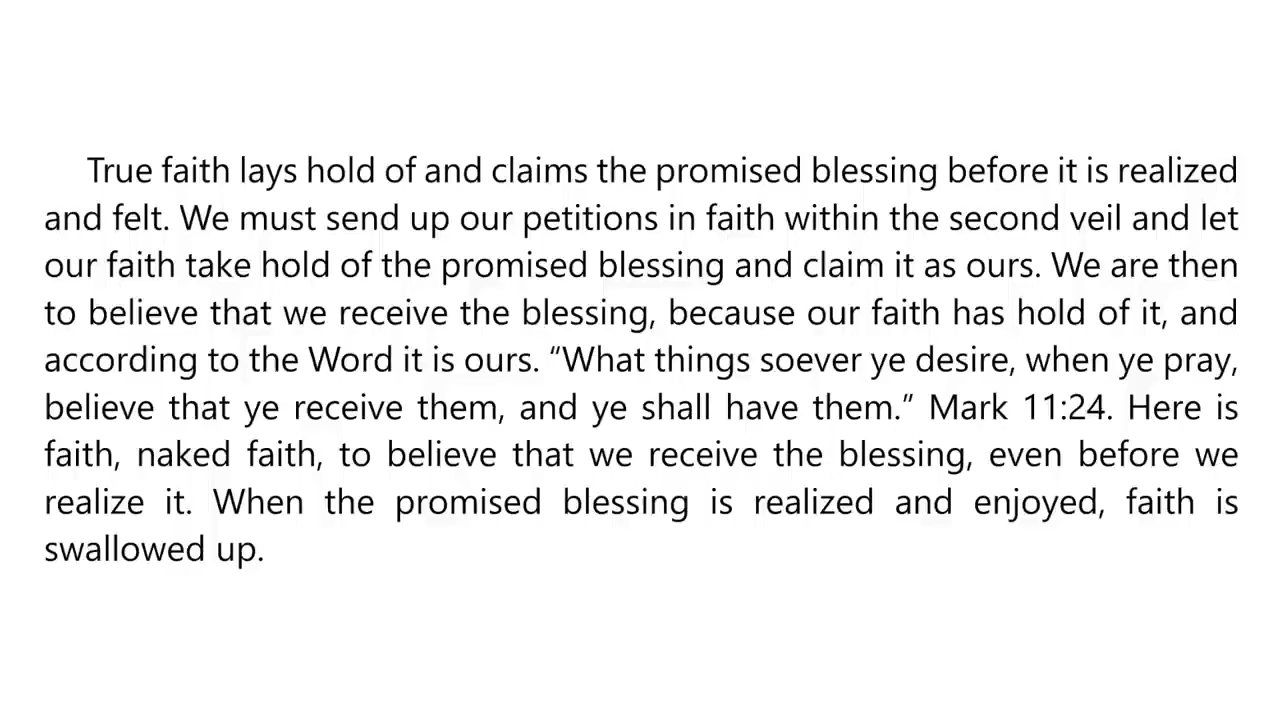 True faith lays hold of and claims the promised blessing before it is realized
and felt. We must send up our petitions in faith within the second veil and let
our faith take hold of the promised blessing and claim it as ours. We are then
to believe that we receive the blessing, because our faith has hold of it, and
according to the Word it is ours. “What things soever ye desire, when ye pray,
believe that ye receive them, and ye shall have them.” Mark 11:24. Here is
faith, naked faith, to believe that we receive the blessing, even before we
realize it. When the promised blessing is realized and enjoyed, faith is
swallowed up.